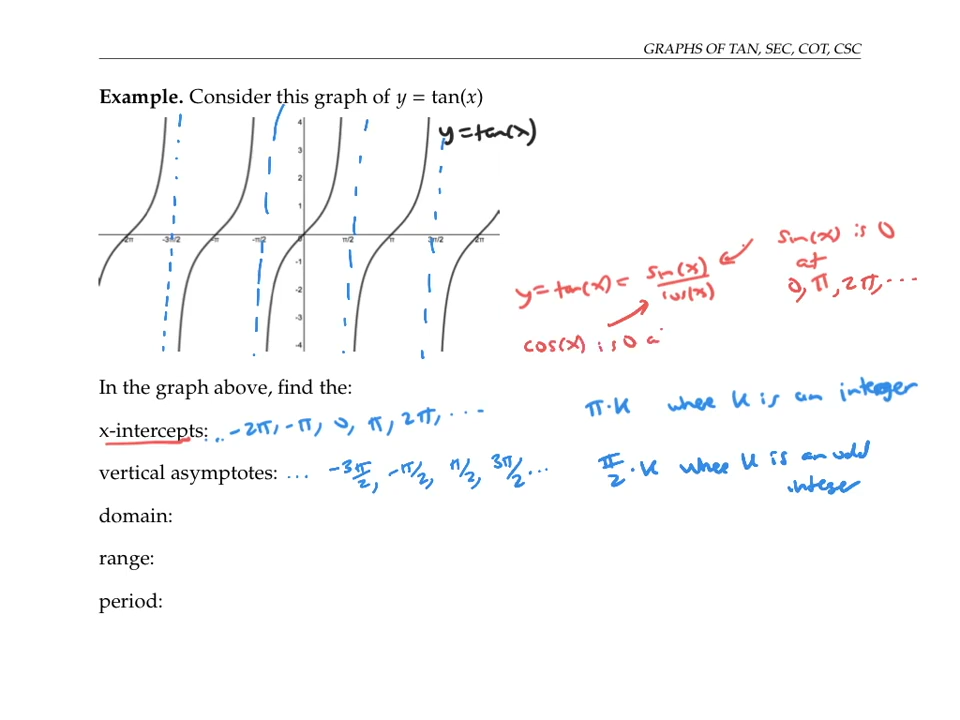 GRAPHS OF TAN, SEC, COT, CSC
Example. Consider this graph of y = tan(x)
y=tan(x)
4
3
2
1
-2π -3π/2 -π -π/2 0 π/2 π 3π/2 2π
-1
-2
-3
-4
y = tan(x) = sin(x)/cos(x)
sin(x) is 0
at
0, π, 2π, ...
cos(x) is 0 a
In the graph above, find the:
x-intercepts: .. -2π, -π, 0, π, 2π, ... π·k where k is an integer
vertical asymptotes: ... -3π/2, -π/2, π/2, 3π/2 ... π/2 ·k where k is an odd
integer
domain:
range:
period: